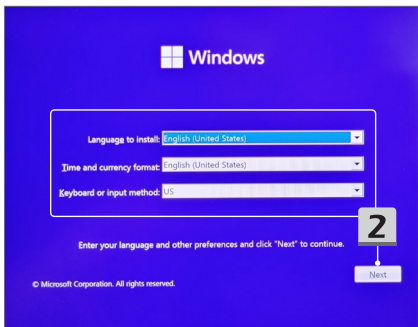 Windows
Language to install: English (United States)
Time and currency format: English (United States)
Keyboard or input method: US
2
Enter your language and other preferences and click "Next" to continue.
Next
© Microsoft Corporation. All rights reserved.